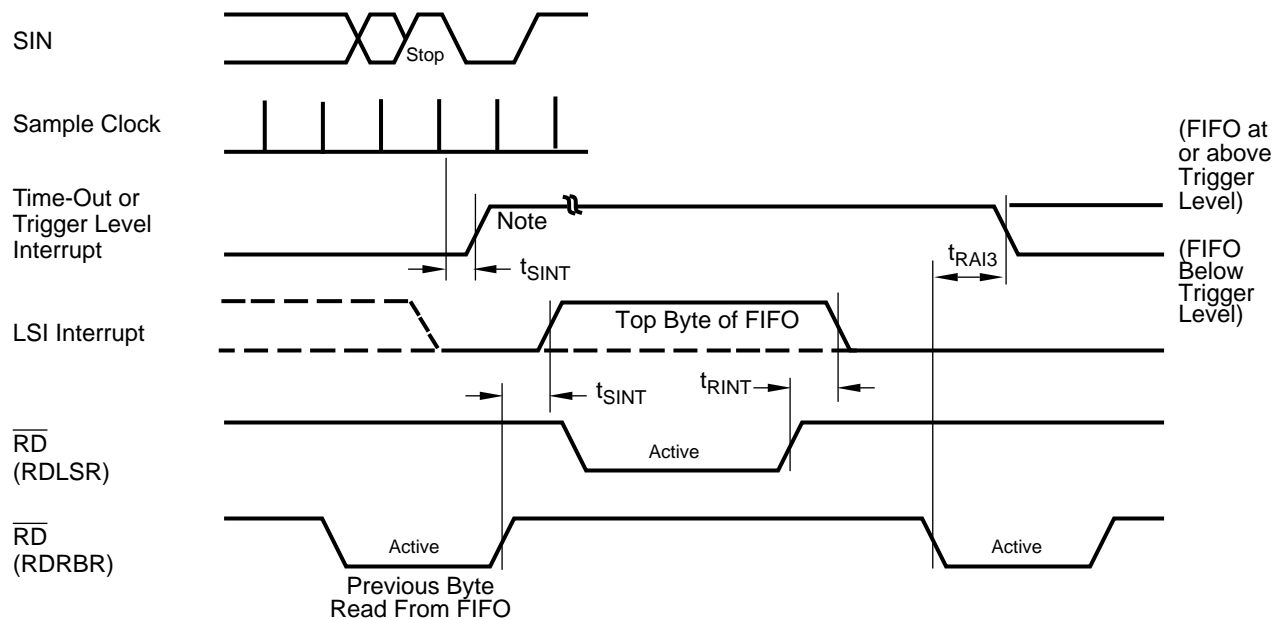 SIN
Stop
Sample Clock
(FIFO at
or above
Trigger
Level)
Time-Out or
Trigger Level
Interrupt
Note
tSINT
tRAI3
(FIFO
Below
Trigger
Level)
LSI Interrupt
Top Byte of FIFO
tSINT
tRINT
RD
(RDLSR)
Active
RD
(RDRBR)
Active
Active
Previous Byte
Read From FIFO